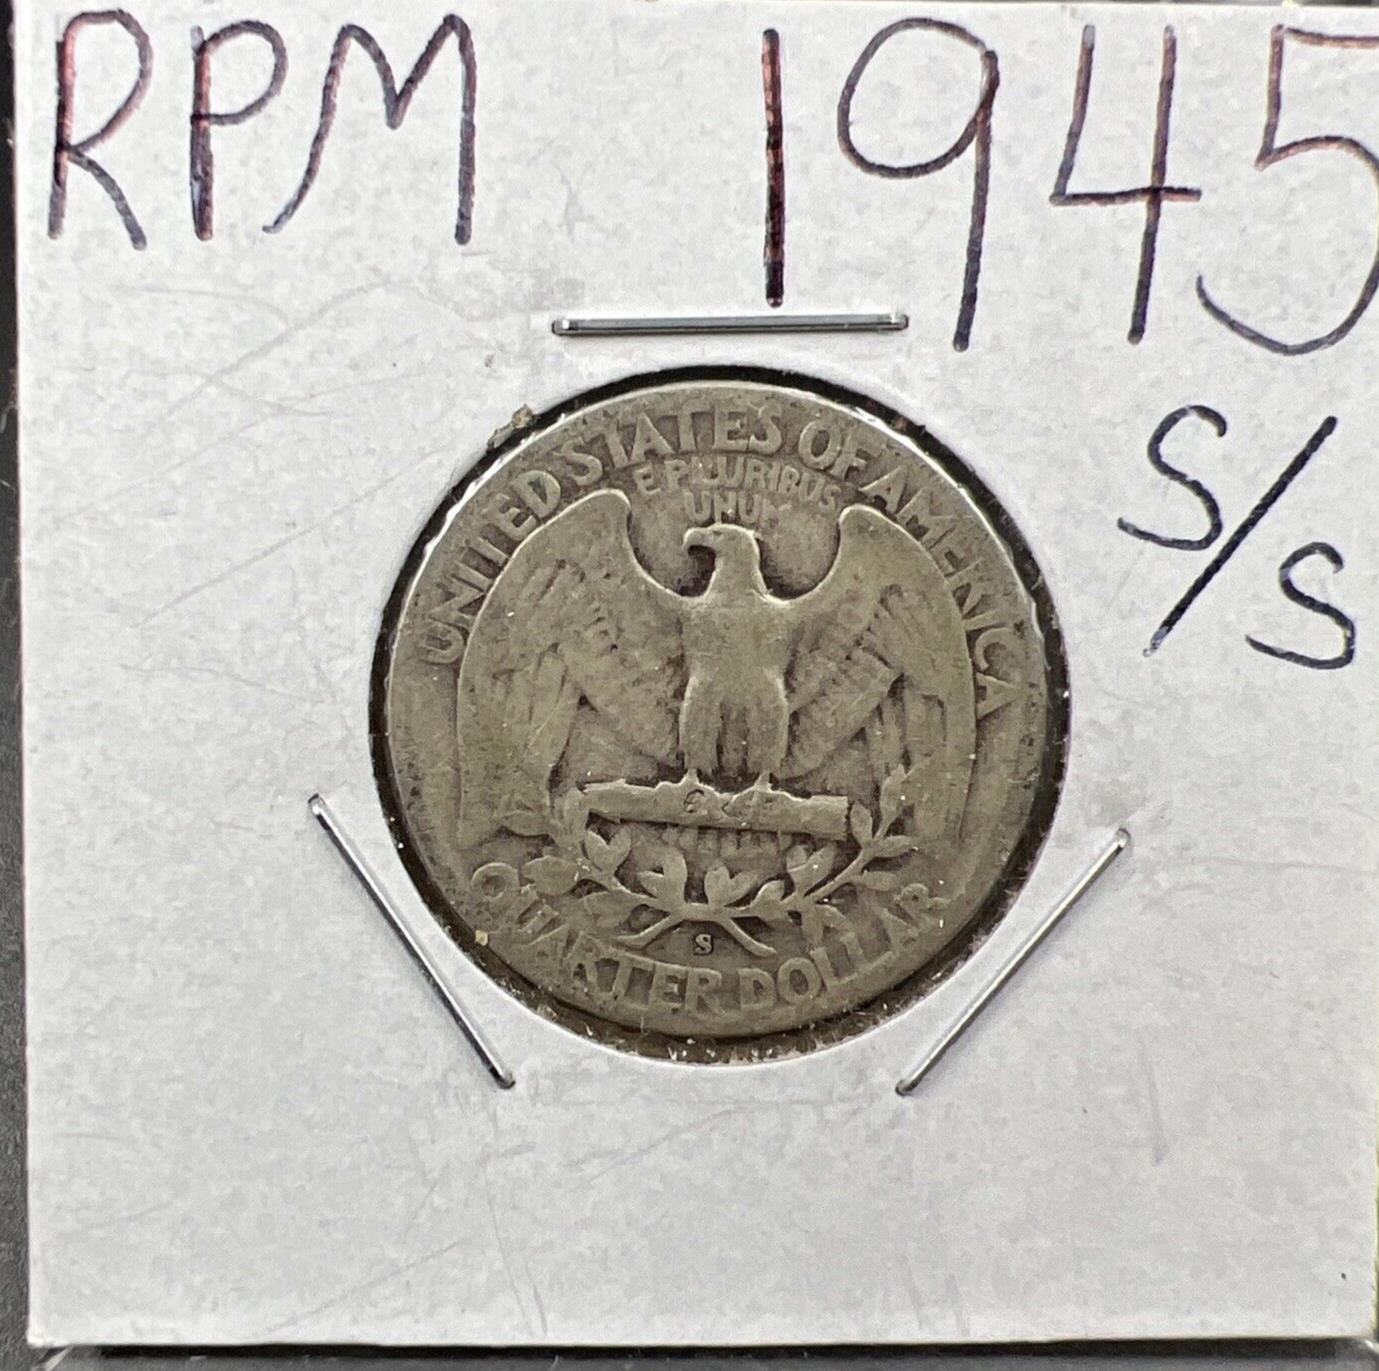 RPM 1945
S/S
UNITED STATES OF AMERICA
E PLURIBUS
UNUM
S
QUARTER DOLLAR